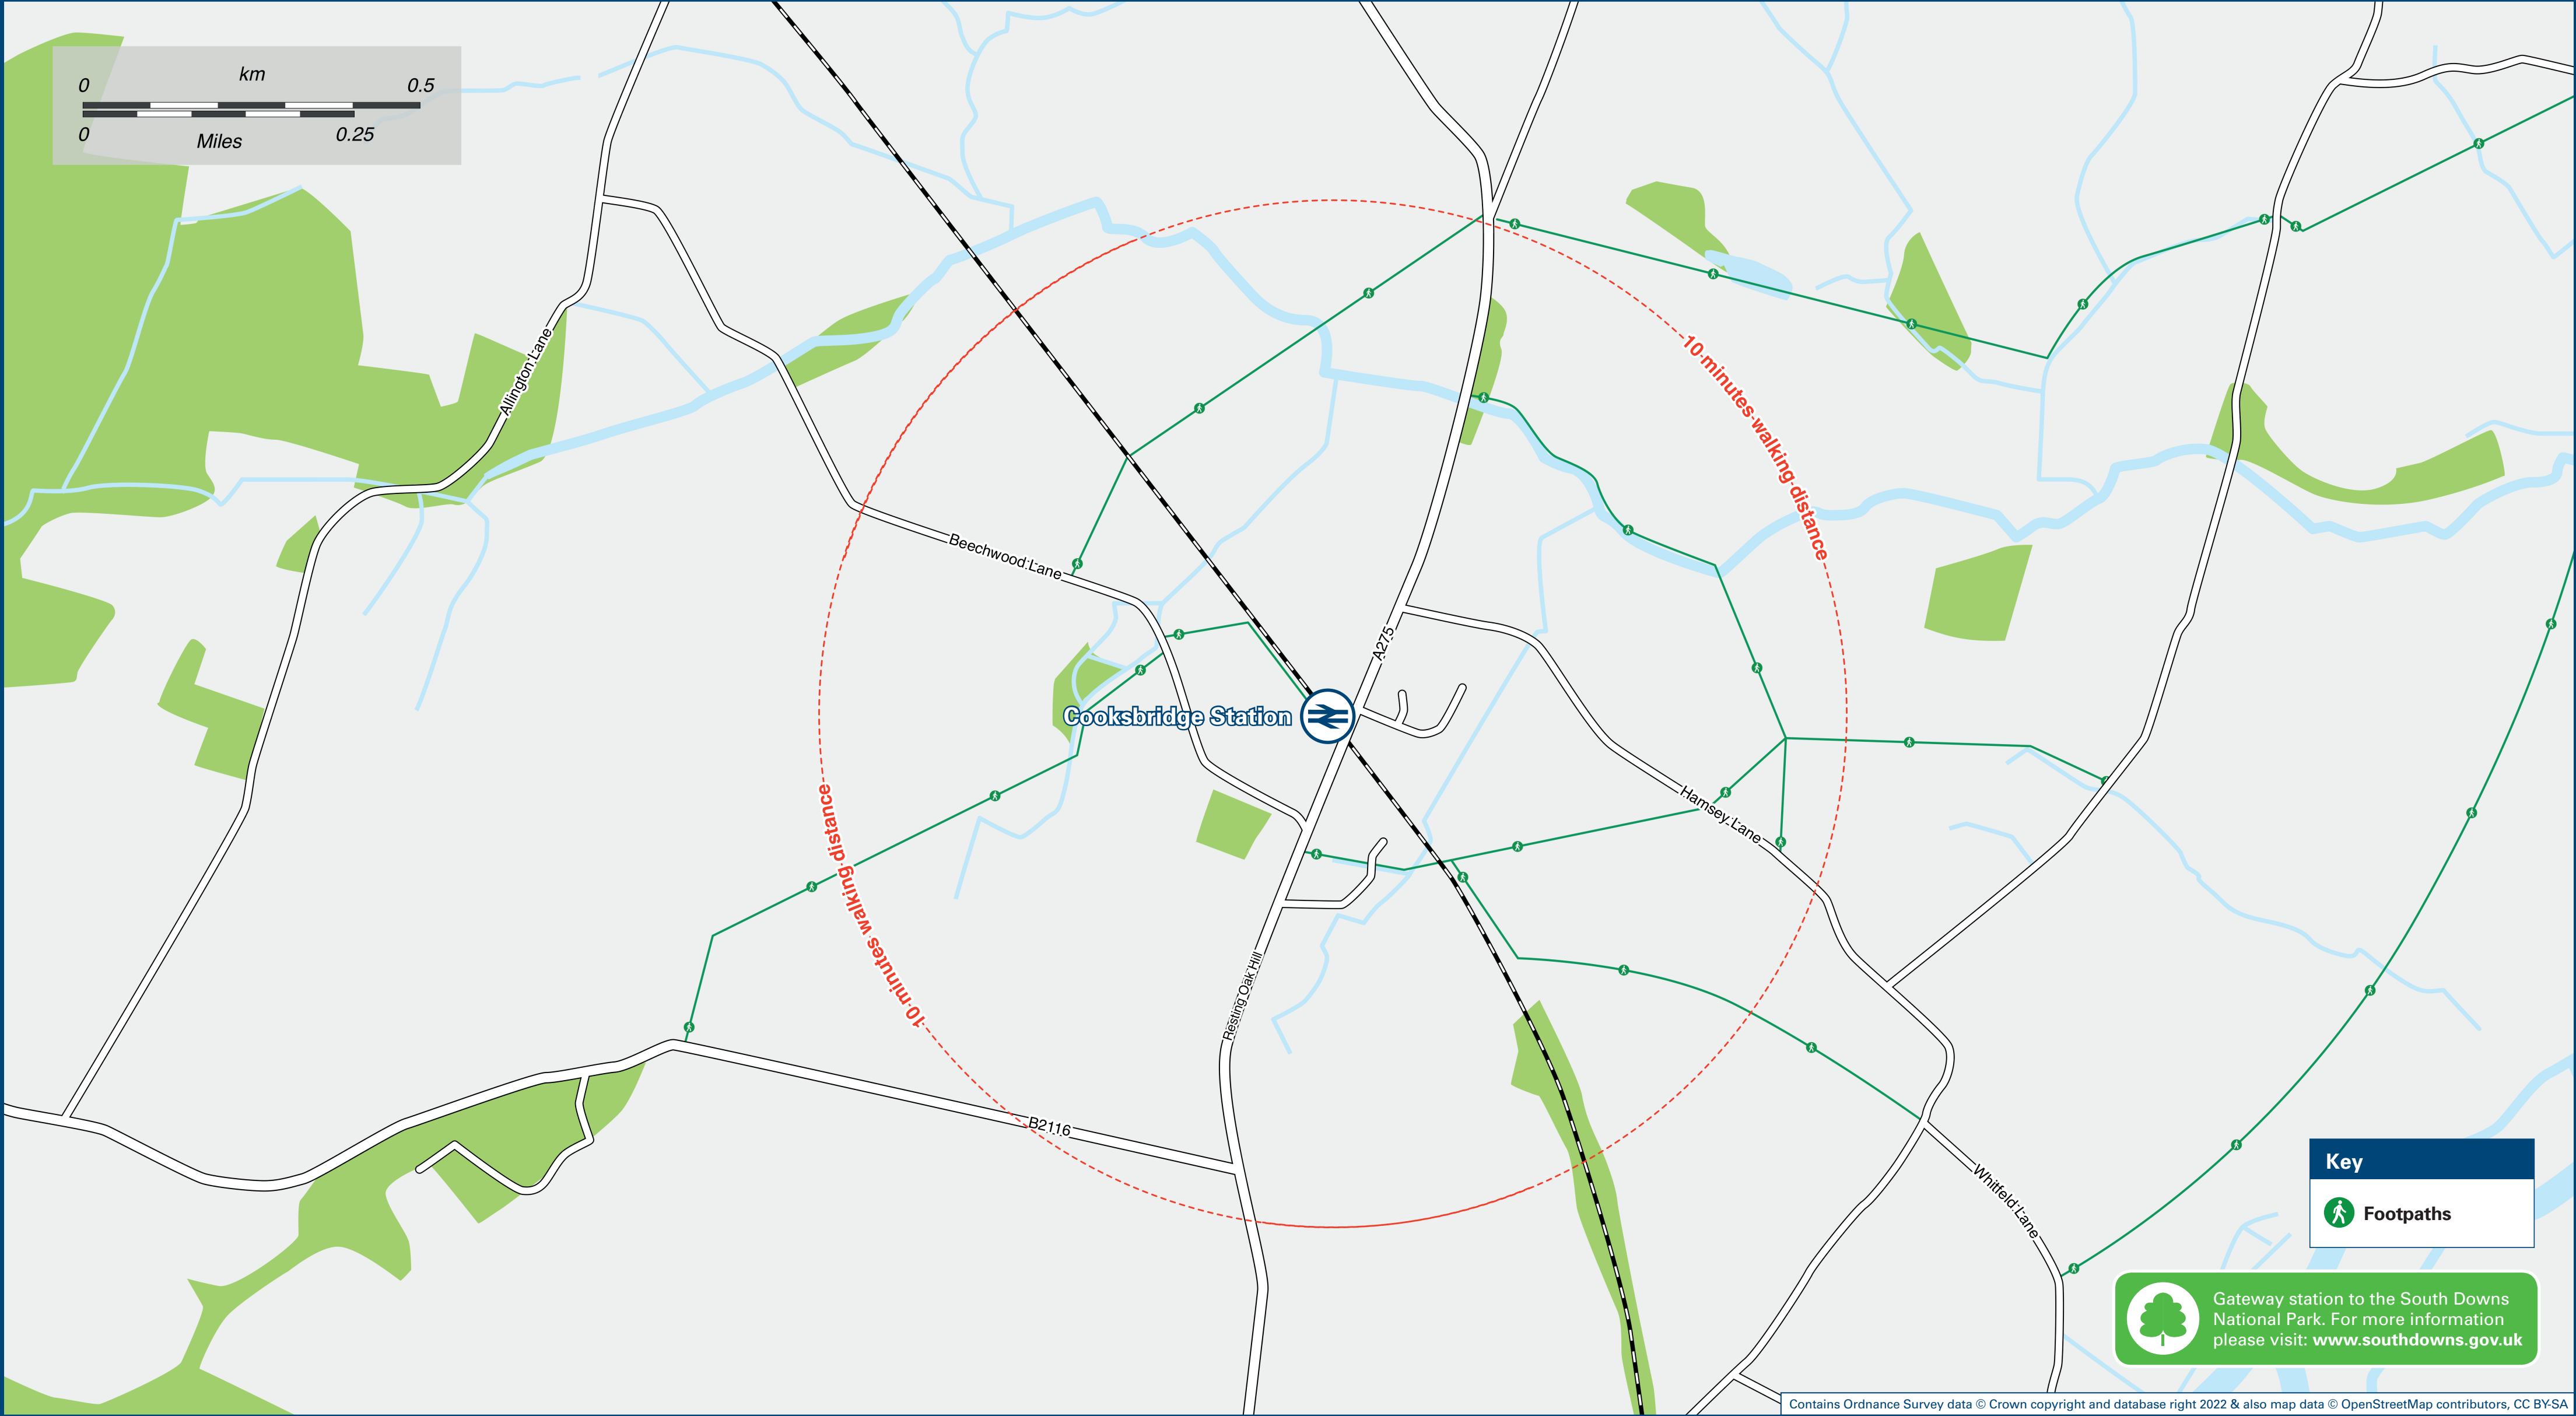 km
0
0.5
0
Miles
0.25
Allington Lane
10 minutes walking distance
Beechwood Lane
A275
Cooksbridge Station
Hamsey Lane
10 minutes walking distance
Resting Oak Hill
B2116
Whitfeld Lane
Key
Footpaths
Gateway station to the South Downs
National Park. For more information
please visit: www.southdowns.gov.uk
Contains Ordnance Survey data © Crown copyright and database right 2022 & also map data © OpenStreetMap contributors, CC BY-SA